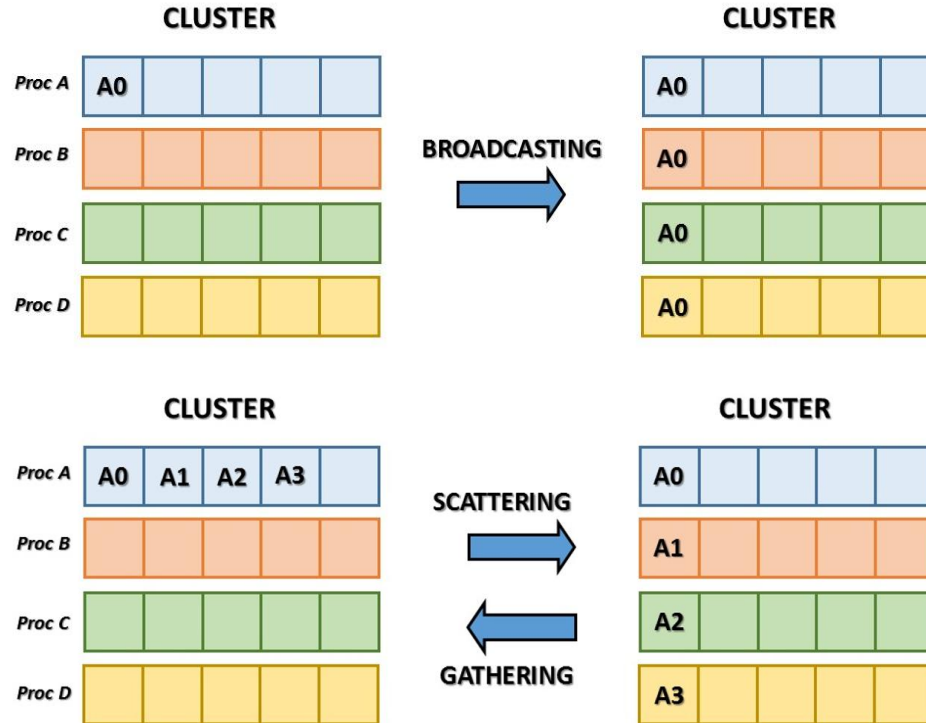 CLUSTER CLUSTER
Proc A A0 A0
Proc B A0
BROADCASTING
Proc C A0
Proc D A0
CLUSTER CLUSTER
Proc A A0 A1 A2 A3 A0
SCATTERING
Proc B A1
Proc C A2
GATHERING
Proc D A3